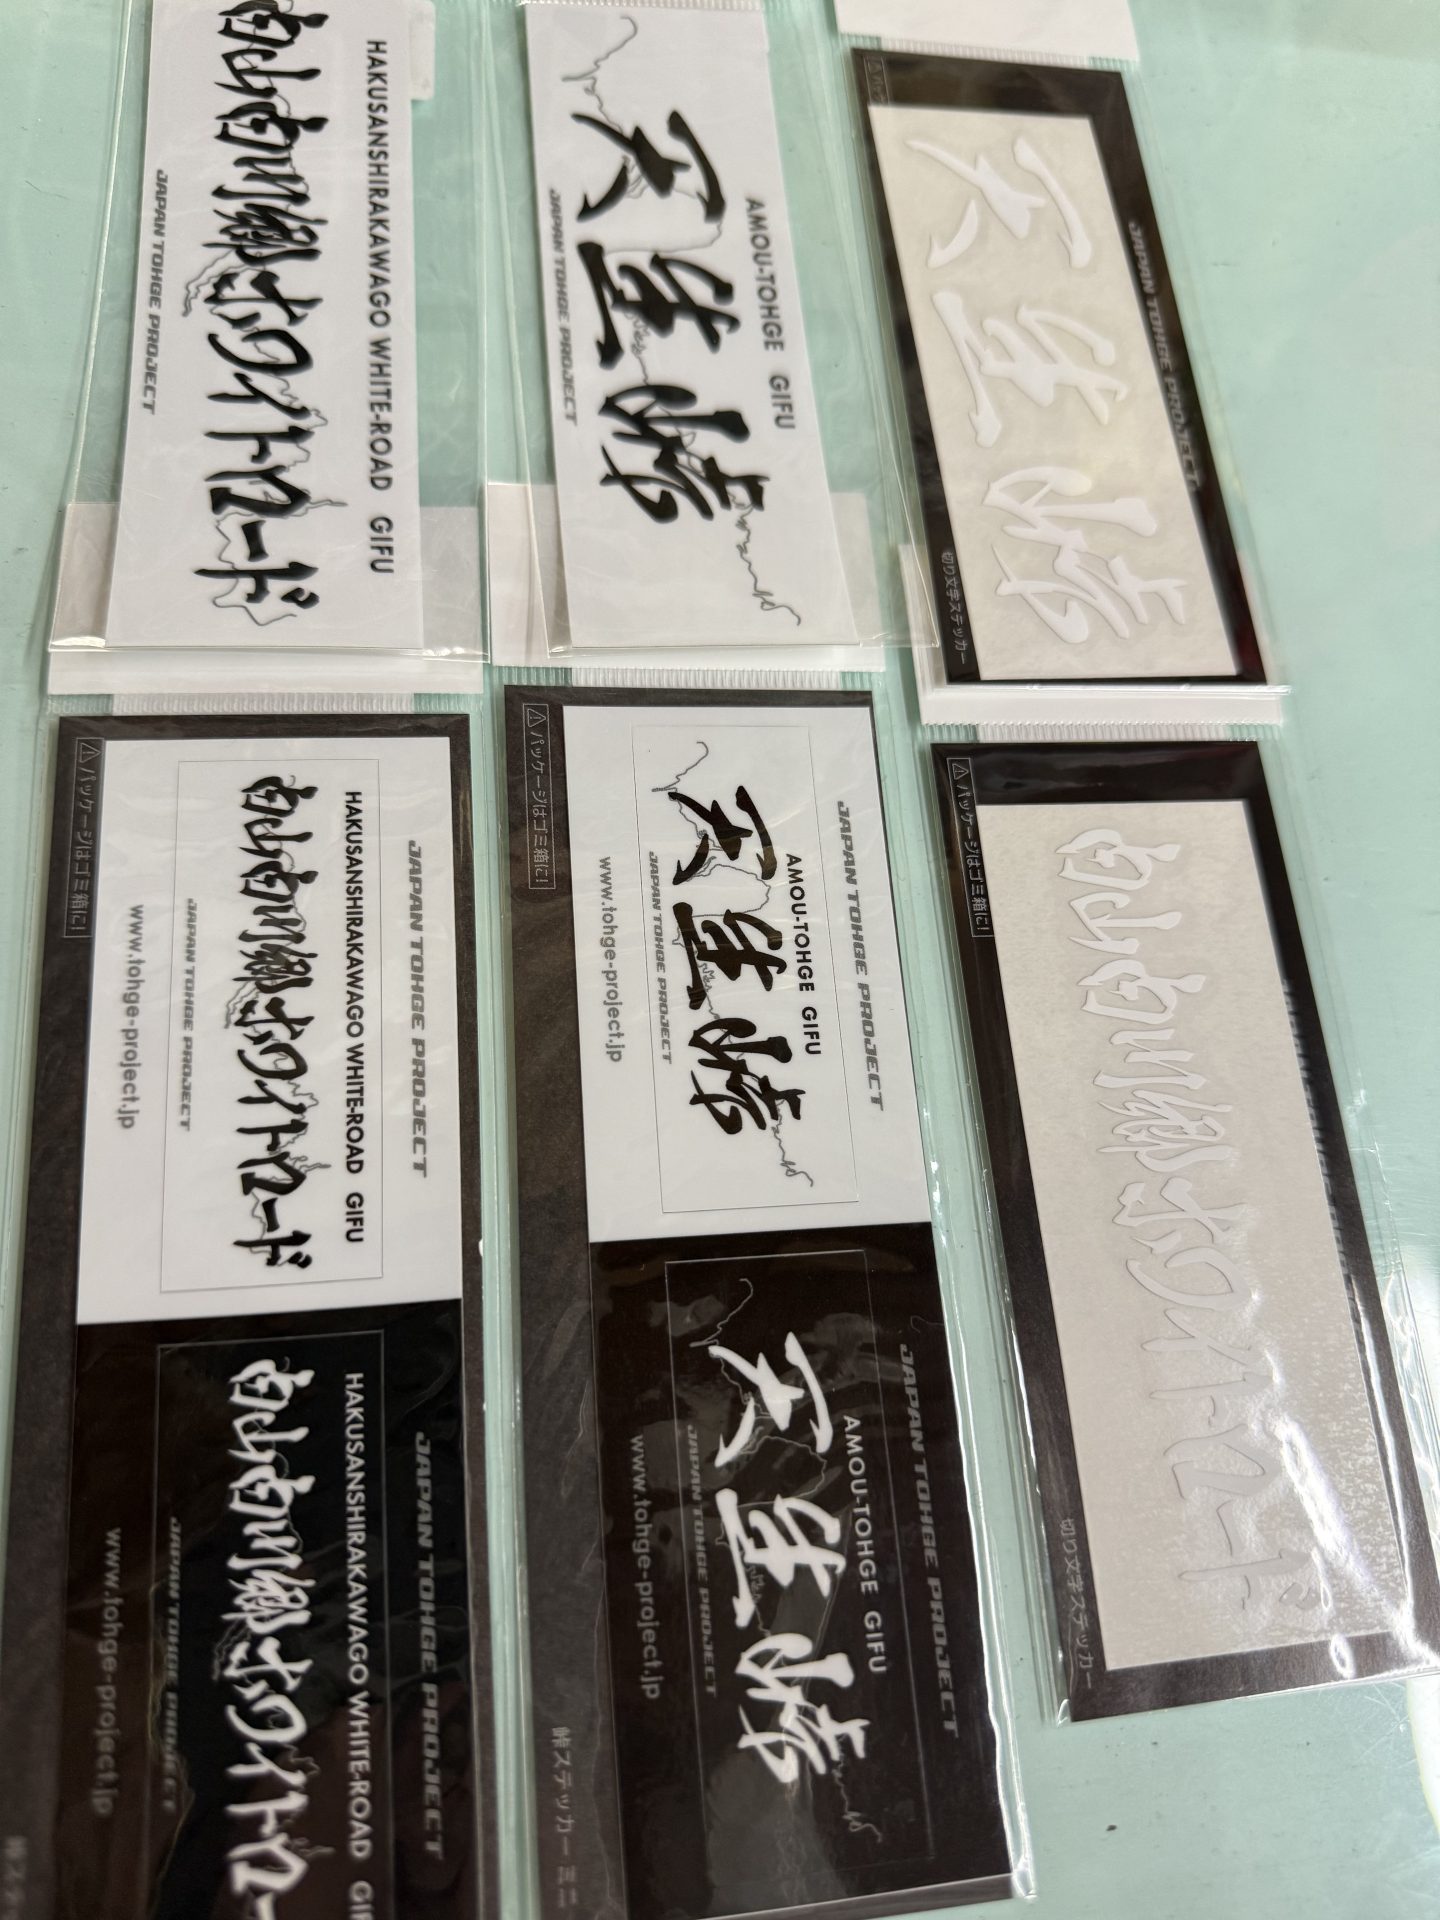 白山白川郷ホワイトロード
HAKUSANSHIRAKAWAGO WHITE-ROAD GIFU
JAPAN TOHGE PROJECT
AMOU-TOHGE GIFU
天生峠
JAPAN TOHGE PROJECT
JAPAN TOHGE PROJECT
天生峠
切り文字ステッカー
JAPAN TOHGE PROJECT
HAKUSANSHIRAKAWAGO WHITE-ROAD GIFU
白山白川郷ホワイトロード
JAPAN TOHGE PROJECT
www.tohge-project.jp
⚠パッケージはゴミ箱に!
JAPAN TOHGE PROJECT
HAKUSANSHIRAKAWAGO WHITE-ROAD GIFU
白山白川郷ホワイトロード
JAPAN TOHGE PROJECT
www.tohge-project.jp
JAPAN TOHGE PROJECT
AMOU-TOHGE GIFU
天生峠
JAPAN TOHGE PROJECT
www.tohge-project.jp
⚠パッケージはゴミ箱に!
JAPAN TOHGE PROJECT
AMOU-TOHGE GIFU
天生峠
JAPAN TOHGE PROJECT
www.tohge-project.jp
峠ステッカー ミニ
白山白川郷ホワイトロード
⚠パッケージはゴミ箱に!
切り文字ステッカー